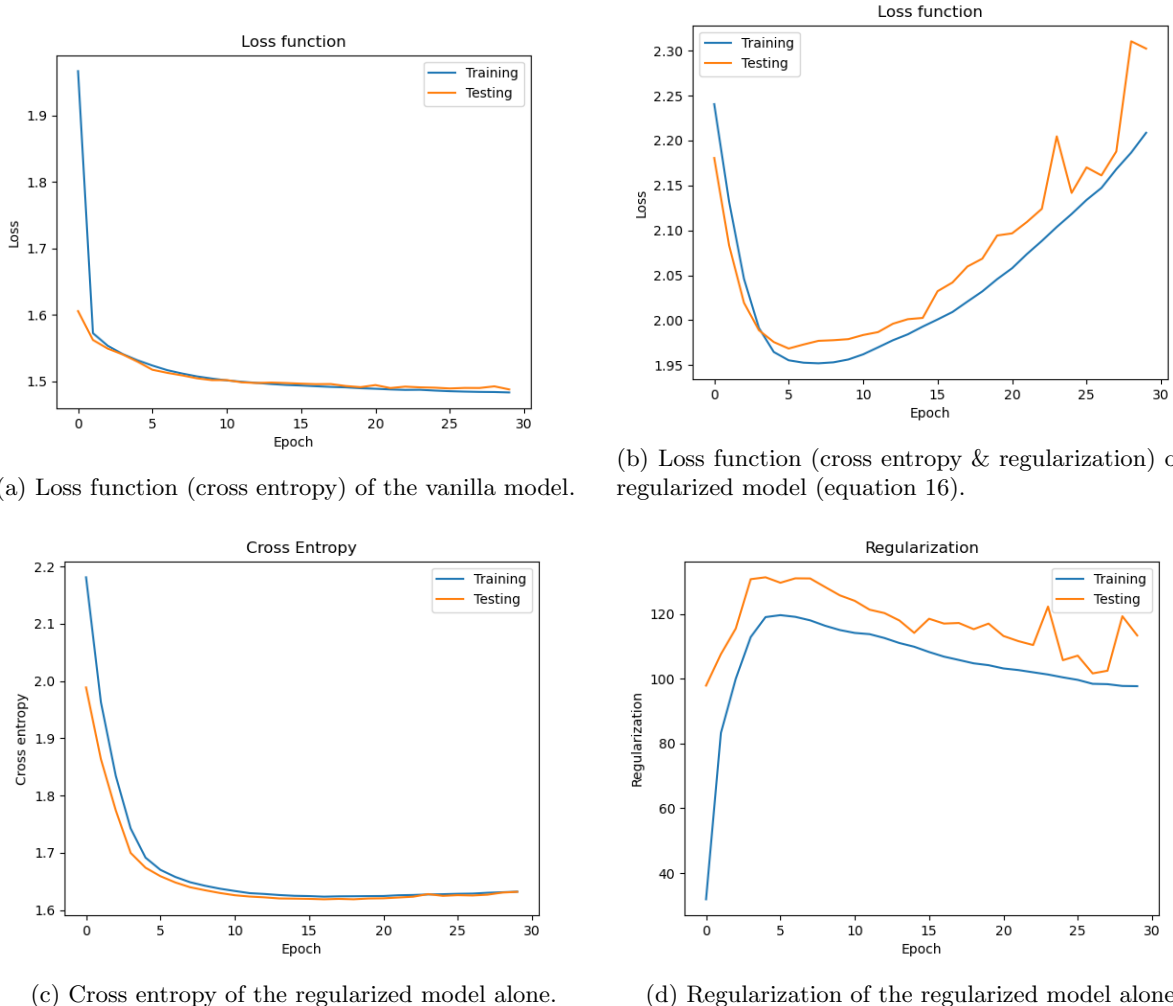 Loss function
Training
Testing
1.9
1.8
1.7
1.6
1.5
Loss
0 5 10 15 20 25 30
Epoch
(a) Loss function (cross entropy) of the vanilla model.
Loss function
Training
Testing
2.30
2.25
2.20
2.15
2.10
2.05
2.00
1.95
Loss
0 5 10 15 20 25 30
Epoch
(b) Loss function (cross entropy & regularization) o
regularized model (equation 16).
Cross Entropy
Training
Testing
2.2
2.1
2.0
1.9
1.8
1.7
1.6
Cross entropy
0 5 10 15 20 25 30
Epoch
(c) Cross entropy of the regularized model alone.
Regularization
Training
Testing
120
100
80
60
40
Regularization
0 5 10 15 20 25 30
Epoch
(d) Regularization of the regularized model alone